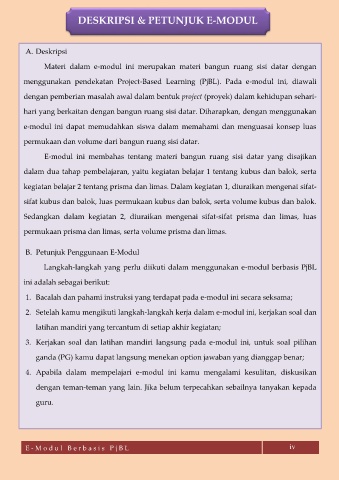 DESKRIPSI & PETUNJUK E-MODUL
A. Deskripsi
Materi dalam e-modul ini merupakan materi bangun ruang sisi datar dengan
menggunakan pendekatan Project-Based Learning (PjBL). Pada e-modul ini, diawali
dengan pemberian masalah awal dalam bentuk project (proyek) dalam kehidupan sehari-
hari yang berkaitan dengan bangun ruang sisi datar. Diharapkan, dengan menggunakan
e-modul ini dapat memudahkan siswa dalam memahami dan menguasai konsep luas
permukaan dan volume dari bangun ruang sisi datar.
E-modul ini membahas tentang materi bangun ruang sisi datar yang disajikan
dalam dua tahap pembelajaran, yaitu kegiatan belajar 1 tentang kubus dan balok, serta
kegiatan belajar 2 tentang prisma dan limas. Dalam kegiatan 1, diuraikan mengenai sifat-
sifat kubus dan balok, luas permukaan kubus dan balok, serta volume kubus dan balok.
Sedangkan dalam kegiatan 2, diuraikan mengenai sifat-sifat prisma dan limas, luas
permukaan prisma dan limas, serta volume prisma dan limas.
B. Petunjuk Penggunaan E-Modul
Langkah-langkah yang perlu diikuti dalam menggunakan e-modul berbasis PjBL
ini adalah sebagai berikut:
1. Bacalah dan pahami instruksi yang terdapat pada e-modul ini secara seksama;
2. Setelah kamu mengikuti langkah-langkah kerja dalam e-modul ini, kerjakan soal dan
latihan mandiri yang tercantum di setiap akhir kegiatan;
3. Kerjakan soal dan latihan mandiri langsung pada e-modul ini, untuk soal pilihan
ganda (PG) kamu dapat langsung menekan option jawaban yang dianggap benar;
4. Apabila dalam mempelajari e-modul ini kamu mengalami kesulitan, diskusikan
dengan teman-teman yang lain. Jika belum terpecahkan sebailnya tanyakan kepada
guru.
E-Modul Berbasis PjBL iv